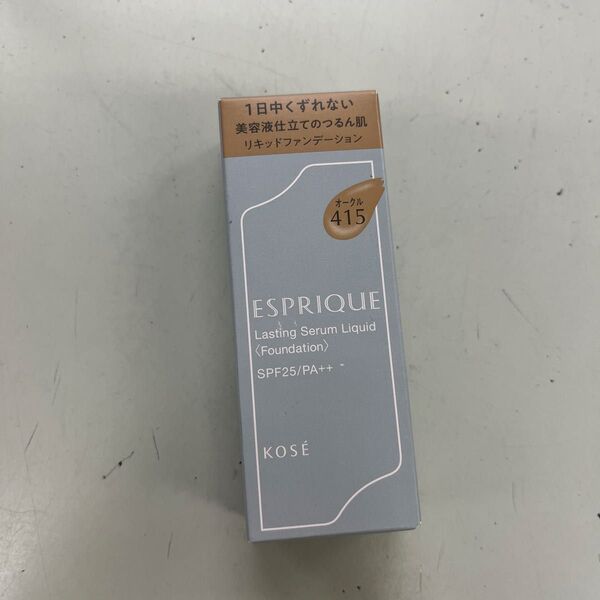 1日中くずれない
美容液仕立てのつるん肌
リキッドファンデーション
オークル
415
ESPRIQUE
Lasting Serum Liquid
〈Foundation〉
SPF25/PA++
KOSÉ